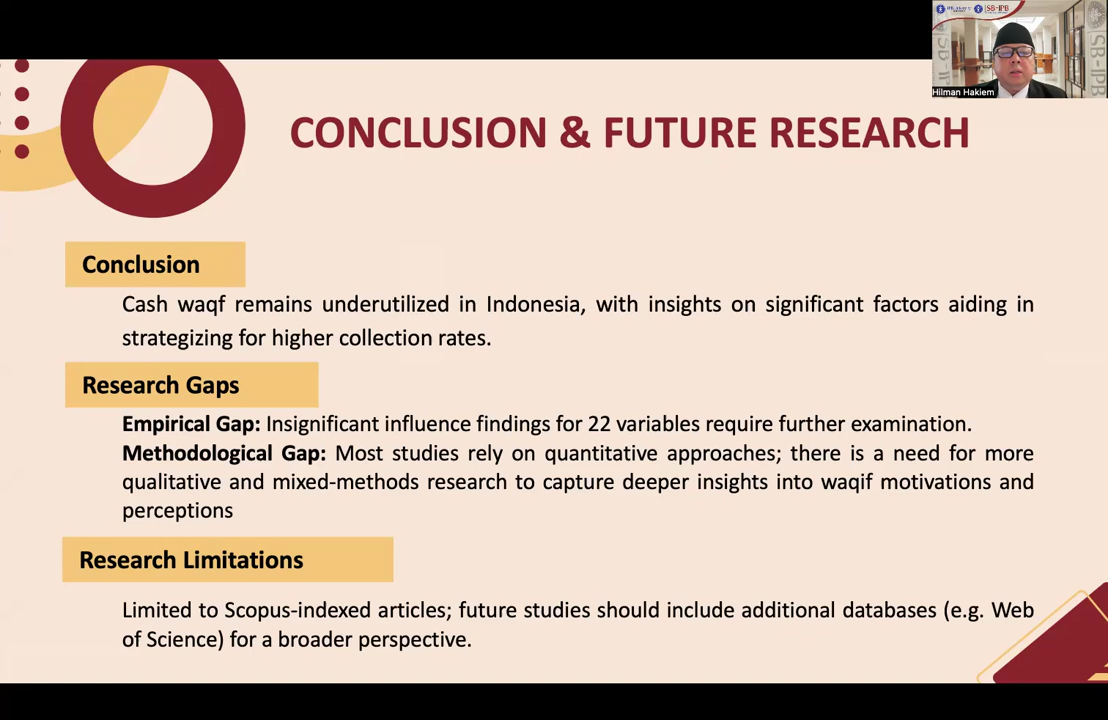 SB-IPB
Hilman Hakiem
CONCLUSION & FUTURE RESEARCH
Conclusion
Cash waqf remains underutilized in Indonesia, with insights on significant factors aiding in
strategizing for higher collection rates.
Research Gaps
Empirical Gap: Insignificant influence findings for 22 variables require further examination.
Methodological Gap: Most studies rely on quantitative approaches; there is a need for more
qualitative and mixed-methods research to capture deeper insights into waqif motivations and
perceptions
Research Limitations
Limited to Scopus-indexed articles; future studies should include additional databases (e.g. Web
of Science) for a broader perspective.